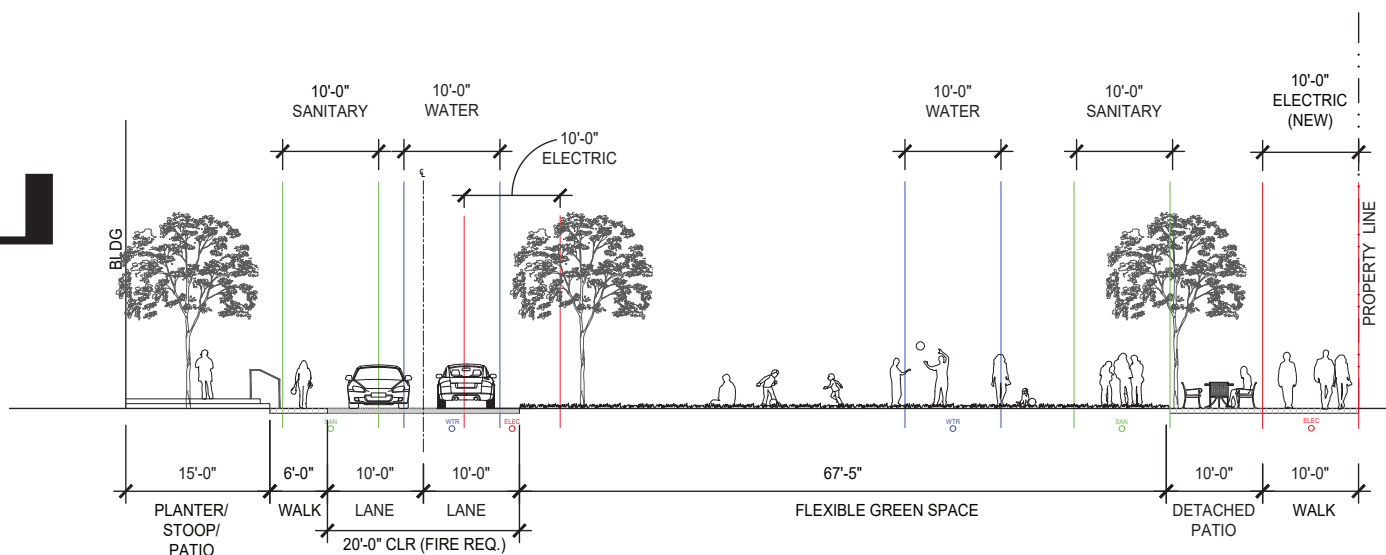 10'-0"
SANITARY
10'-0"
WATER
10'-0"
ELECTRIC
10'-0"
WATER
10'-0"
SANITARY
10'-0"
ELECTRIC
(NEW)
℄
BLDG
PROPERTY LINE
SAN
WTR
ELEC
WTR
SAN
ELEC
15'-0"
6'-0"
10'-0"
10'-0"
67'-5"
10'-0"
10'-0"
PLANTER/
STOOP/
PATIO
WALK
LANE
LANE
FLEXIBLE GREEN SPACE
DETACHED
PATIO
WALK
20'-0" CLR (FIRE REQ.)